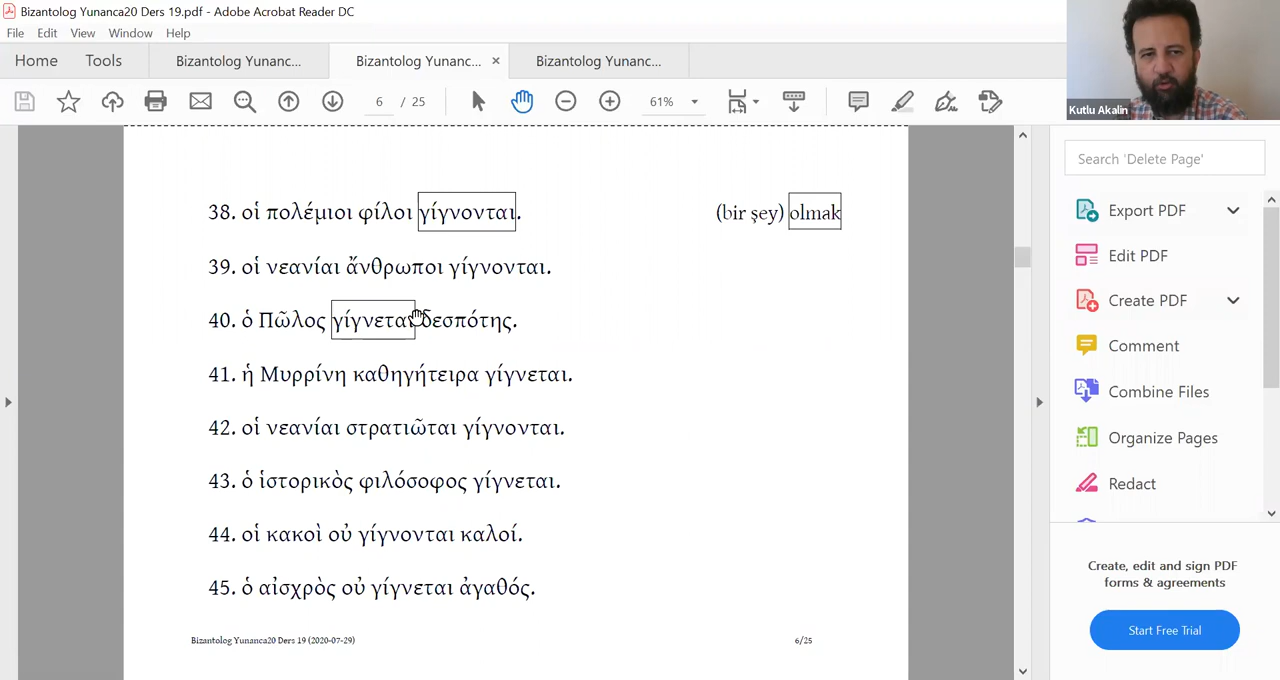 Bizantolog Yunanca20 Ders 19.pdf - Adobe Acrobat Reader DC
File Edit View Window Help
Home Tools Bizantolog Yunanc... Bizantolog Yunanc... × Bizantolog Yunanc...
6 / 25 61%
Kutlu Akalin
Search 'Delete Page'
38. οἱ πολέμιοι φίλοι γίγνονται. (bir şey) olmak
39. οἱ νεανίαι ἄνθρωποι γίγνονται.
40. ὁ Πῶλος γίγνεται δεσπότης.
41. ἡ Μυρρίνη καθηγήτειρα γίγνεται.
42. οἱ νεανίαι στρατιῶται γίγνονται.
43. ὁ ἱστορικὸς φιλόσοφος γίγνεται.
44. οἱ κακοὶ οὐ γίγνονται καλοί.
45. ὁ αἰσχρὸς οὐ γίγνεται ἀγαθός.
Bizantolog Yunanca20 Ders 19 (2020-07-29) 6/25
Export PDF
Edit PDF
Create PDF
Comment
Combine Files
Organize Pages
Redact
Create, edit and sign PDF
forms & agreements
Start Free Trial